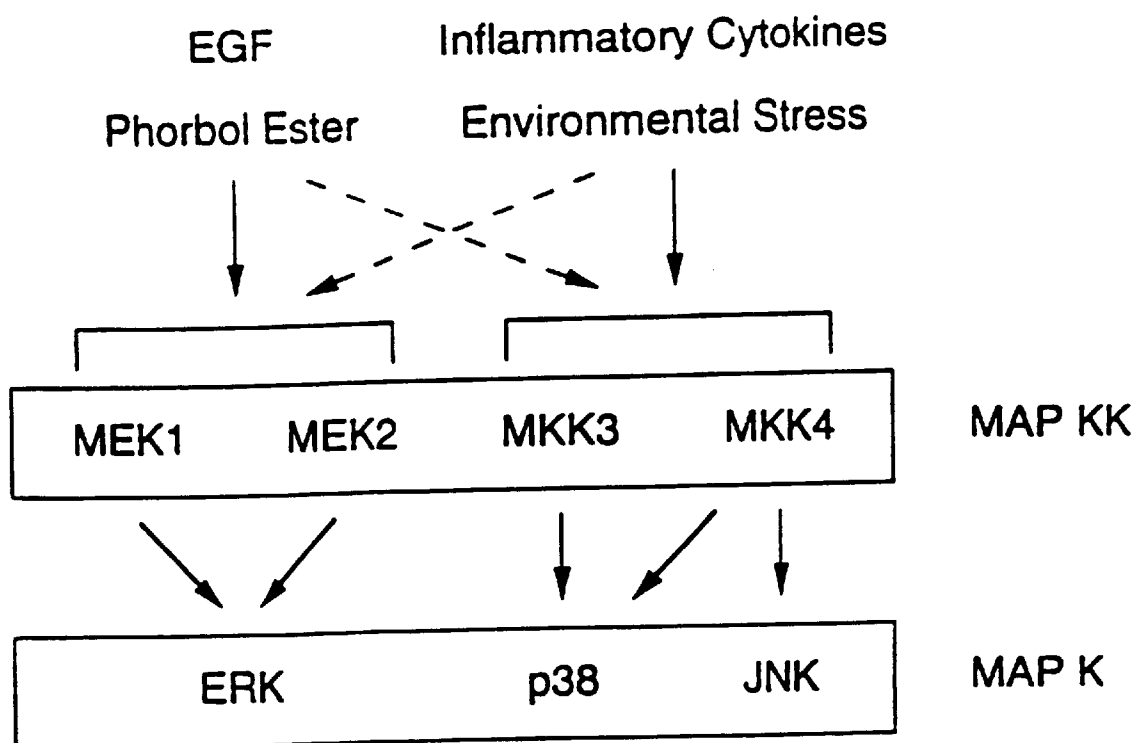 EGF Inflammatory Cytokines
Phorbol Ester Environmental Stress
MEK1 MEK2 MKK3 MKK4 MAP KK
ERK p38 JNK MAP K